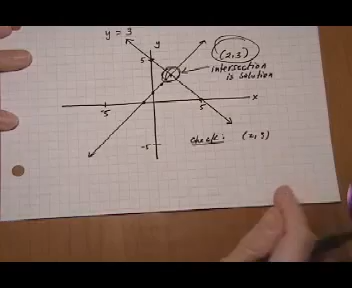 y = 3
y
5
(2,3)
intersection
is solution
-5
5
x
-5
check: (2,3)